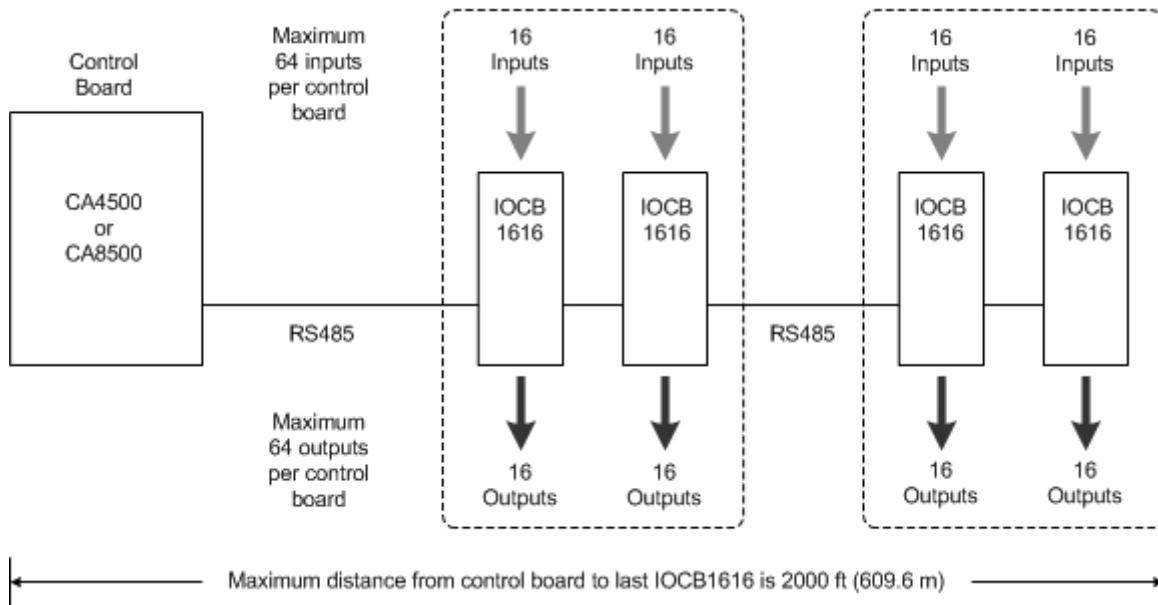 Control
Board
CA4500
or
CA8500
Maximum
64 inputs
per control
board
16
Inputs
16
Inputs
16
Inputs
16
Inputs
IOCB
1616
IOCB
1616
IOCB
1616
IOCB
1616
RS485
RS485
Maximum
64 outputs
per control
board
16
Outputs
16
Outputs
16
Outputs
16
Outputs
Maximum distance from control board to last IOCB1616 is 2000 ft (609.6 m)